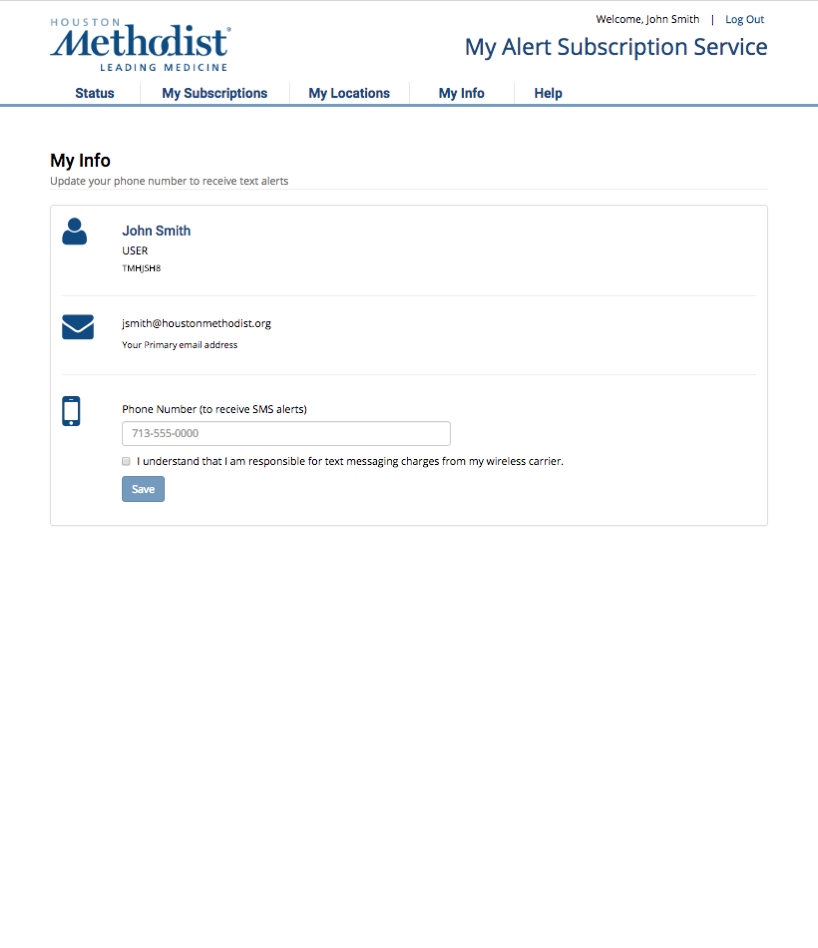 HOUSTON
Methodist®
LEADING MEDICINE
Welcome, John Smith | Log Out
My Alert Subscription Service
Status My Subscriptions My Locations My Info Help
My Info
Update your phone number to receive text alerts
John Smith
USER
TMHJSH8
jsmith@houstonmethodist.org
Your Primary email address
Phone Number (to receive SMS alerts)
713-555-0000
I understand that I am responsible for text messaging charges from my wireless carrier.
Save